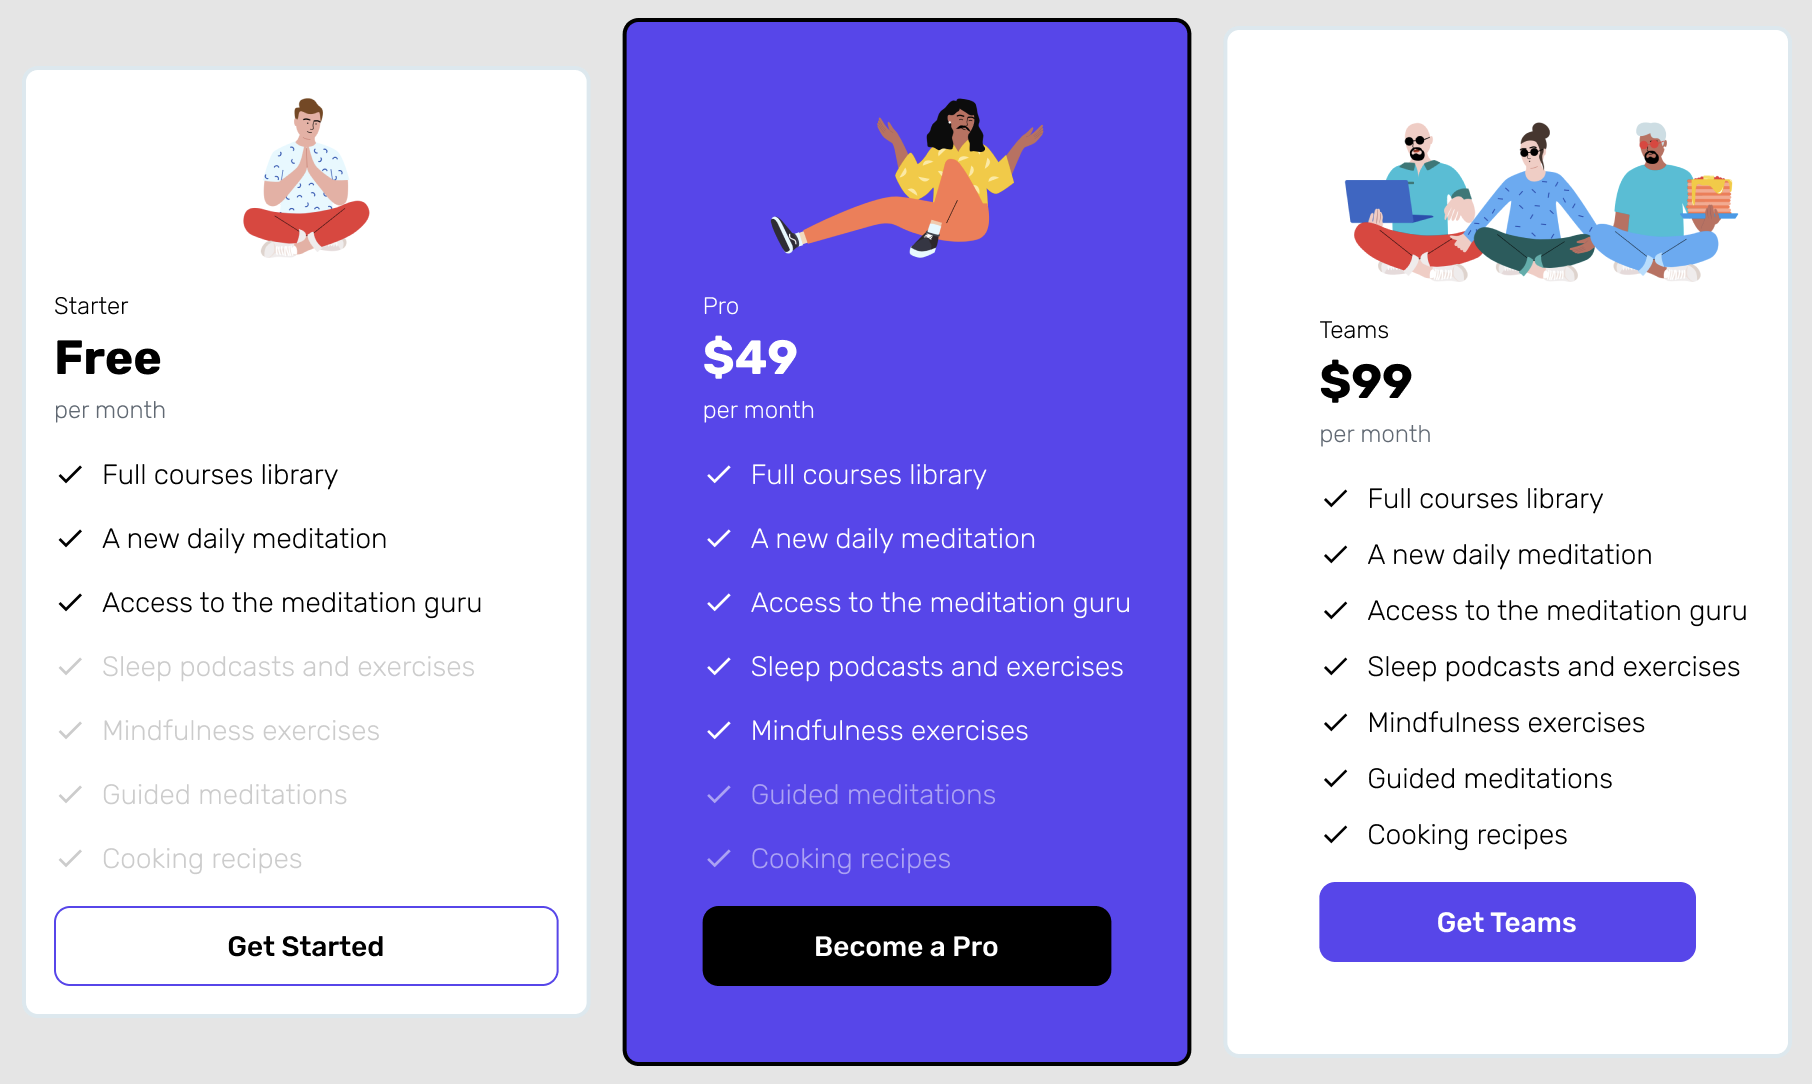 Starter
Free
per month
Full courses library
A new daily meditation
Access to the meditation guru
Sleep podcasts and exercises
Mindfulness exercises
Guided meditations
Cooking recipes
Get Started
Pro
$49
per month
Full courses library
A new daily meditation
Access to the meditation guru
Sleep podcasts and exercises
Mindfulness exercises
Guided meditations
Cooking recipes
Become a Pro
Teams
$99
per month
Full courses library
A new daily meditation
Access to the meditation guru
Sleep podcasts and exercises
Mindfulness exercises
Guided meditations
Cooking recipes
Get Teams